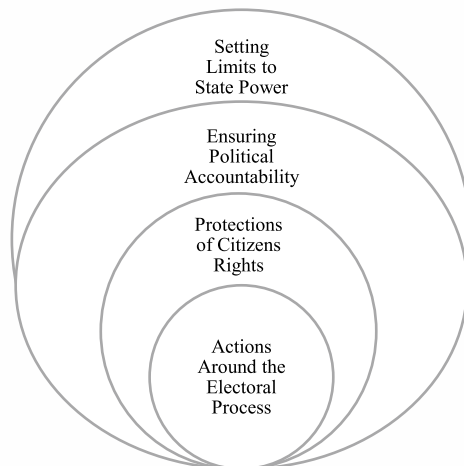 Setting
Limits to
State Power
Ensuring
Political
Accountability
Protections
of Citizens
Rights
Actions
Around the
Electoral
Process